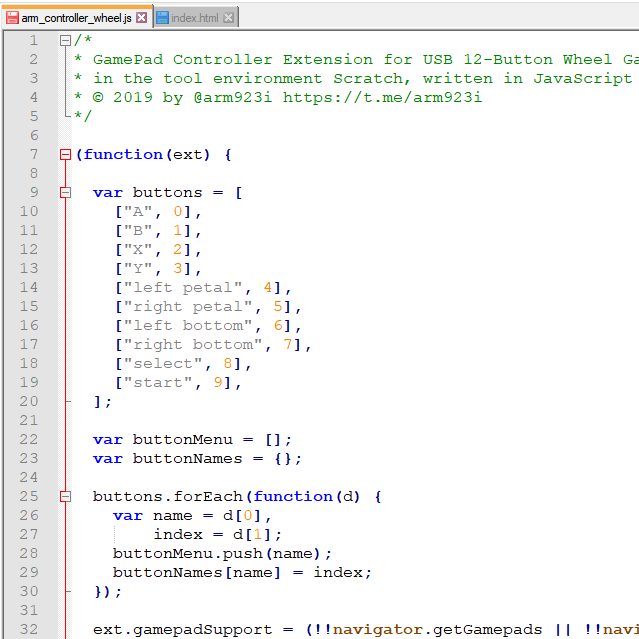 arm_controller_wheel.js index.html
1 /*
2 * GamePad Controller Extension for USB 12-Button Wheel
3 * in the tool environment Scratch, written in JavaScript
4 * © 2019 by @arm923i https://t.me/arm923i
5 */
6
7 (function(ext) {
8
9 var buttons = [
10 ["A", 0],
11 ["B", 1],
12 ["X", 2],
13 ["Y", 3],
14 ["left petal", 4],
15 ["right petal", 5],
16 ["left bottom", 6],
17 ["right bottom", 7],
18 ["select", 8],
19 ["start", 9],
20 ];
21
22 var buttonMenu = [];
23 var buttonNames = {};
24
25 buttons.forEach(function(d) {
26 var name = d[0],
27 index = d[1];
28 buttonMenu.push(name);
29 buttonNames[name] = index;
30 });
31
32 ext.gamepadSupport = (!!navigator.getGamepads || !!navi